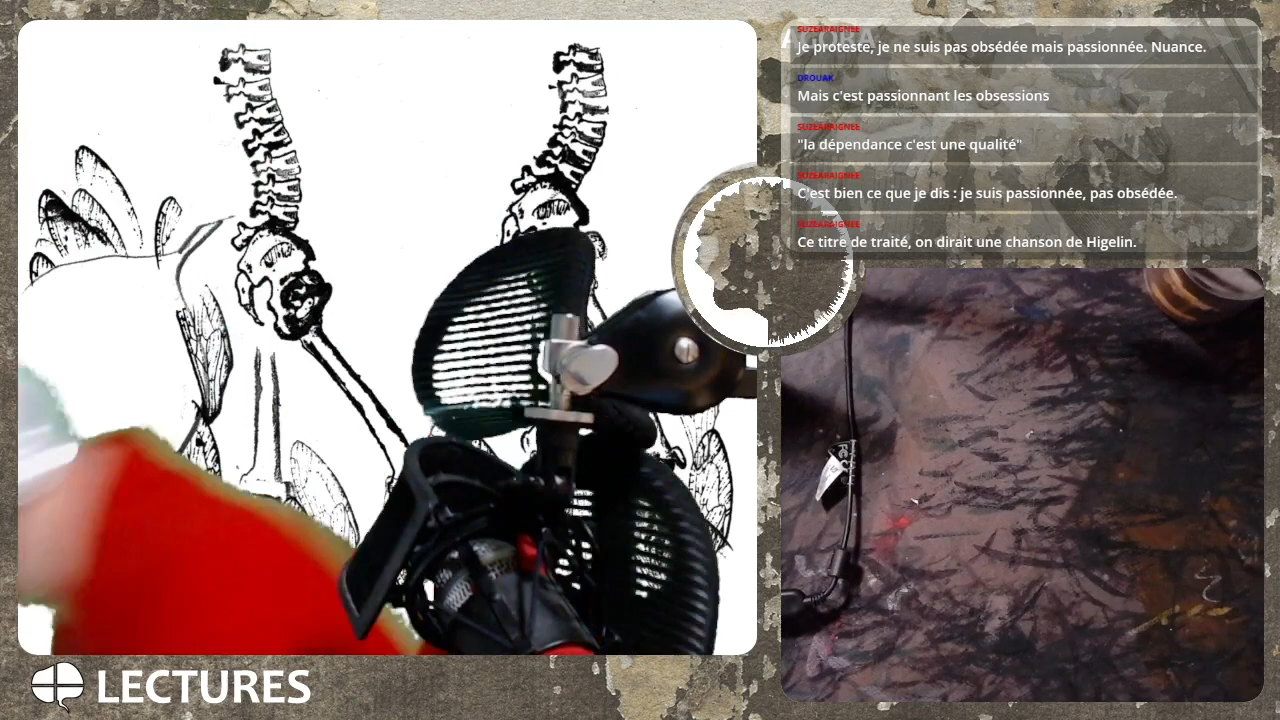 SUZEARAIGNEE
Je proteste, je ne suis pas obsédée mais passionnée. Nuance.
DROUAK
Mais c'est passionnant les obsessions
SUZEARAIGNEE
"la dépendance c'est une qualité"
SUZEARAIGNEE
C'est bien ce que je dis : je suis passionnée, pas obsédée.
SUZEARAIGNEE
Ce titre de traité, on dirait une chanson de Higelin.
LECTURES